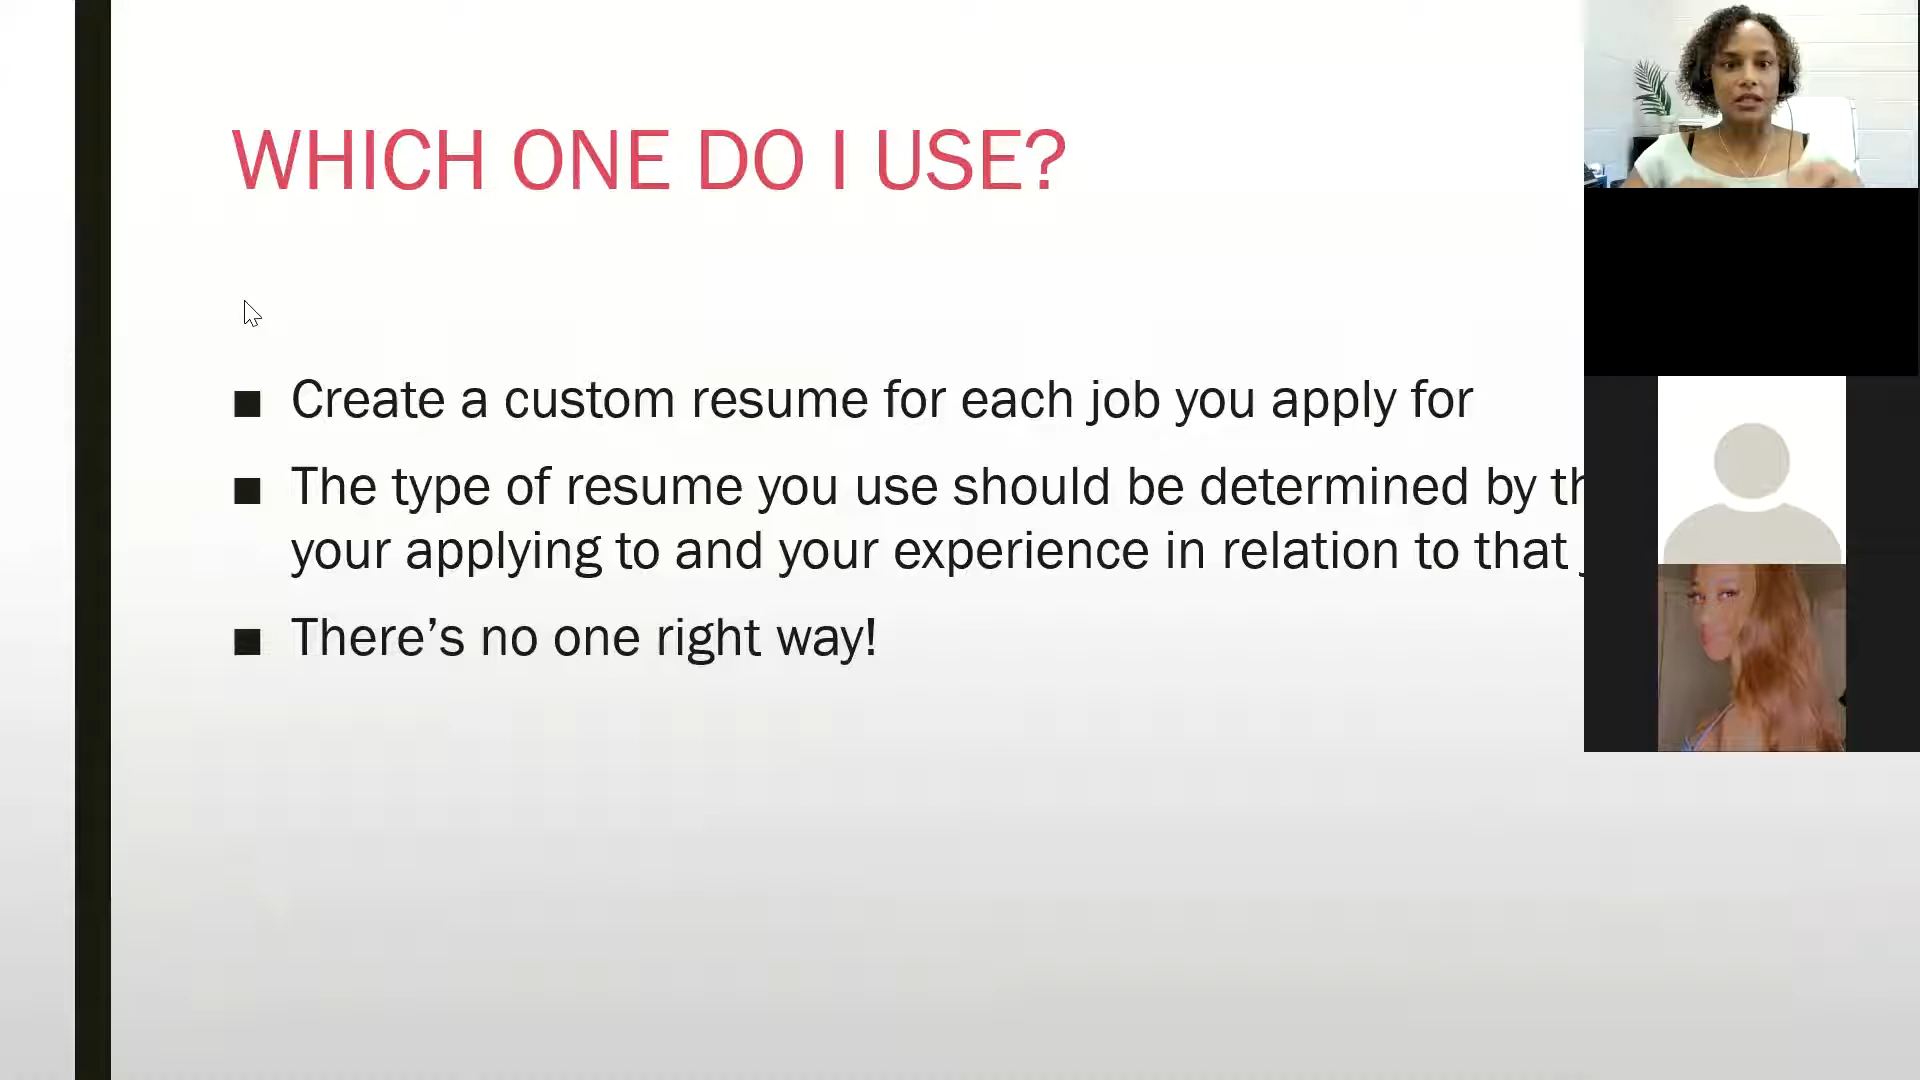 WHICH ONE DO I USE?
■ Create a custom resume for each job you apply for
■ The type of resume you use should be determined by
your applying to and your experience in relation to that
■ There’s no one right way!